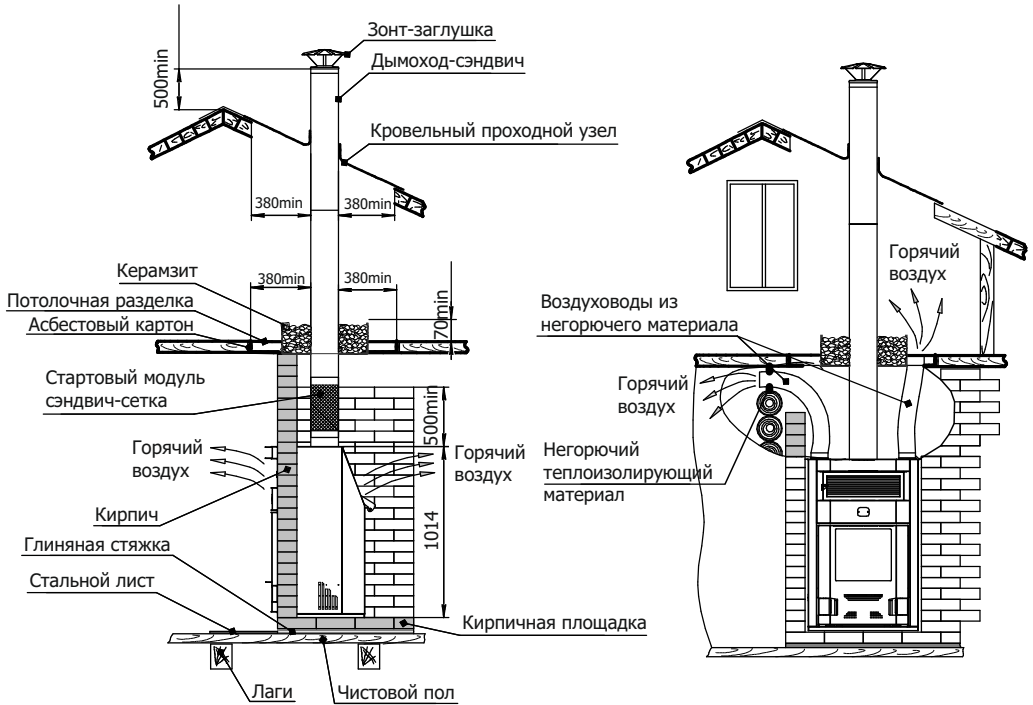 Зонт-заглушка
Дымоход-сэндвич
500min
Кровельный проходной узел
380min
380min
Керамзит
380min
380min
Потолочная разделка
70min
Асбестовый картон
Стартовый модуль
сэндвич-сетка
500min
Горячий
воздух
Горячий
воздух
Кирпич
1014
Глиняная стяжка
Стальной лист
Кирпичная площадка
Лаги
Чистовой пол
Горячий
воздух
Воздуховоды из
негорючего материала
Горячий
воздух
Негорючий
теплоизолирующий
материал